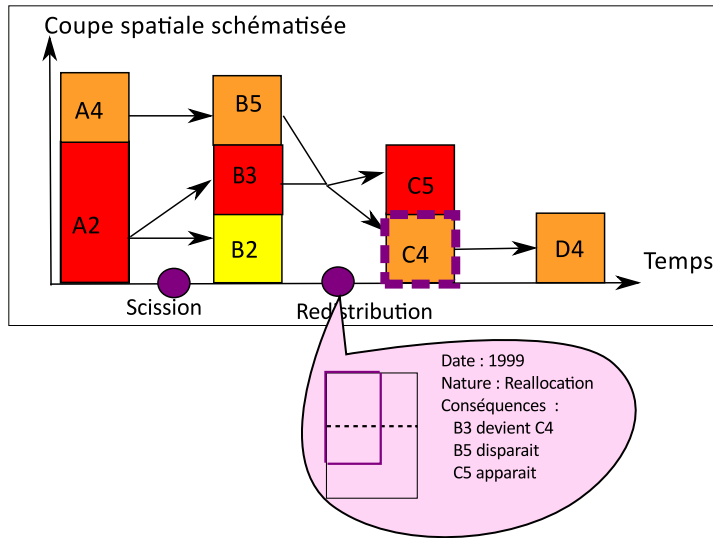 Coupe spatiale schématisée
A4
B5
A2
B3
C5
B2
C4
D4
Temps
Scission
Redistribution
Date : 1999
Nature : Reallocation
Conséquences :
B3 devient C4
B5 disparait
C5 apparait